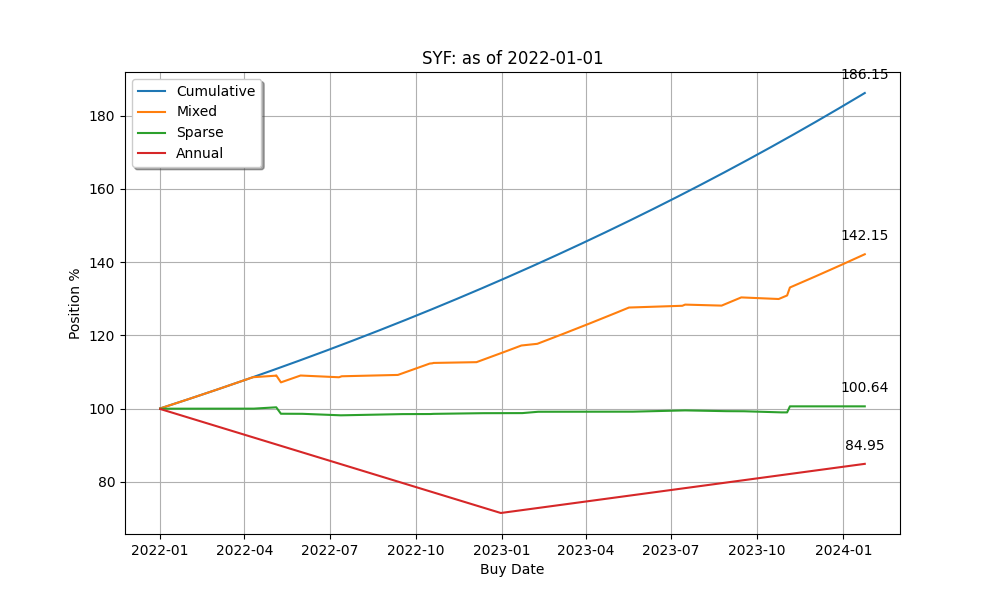 SYF: as of 2022-01-01
186.15
Cumulative
Mixed
Sparse
Annual
180
160
142.15
140
120
100.64
100
84.95
80
Position %
2022-01 2022-04 2022-07 2022-10 2023-01 2023-04 2023-07 2023-10 2024-01
Buy Date